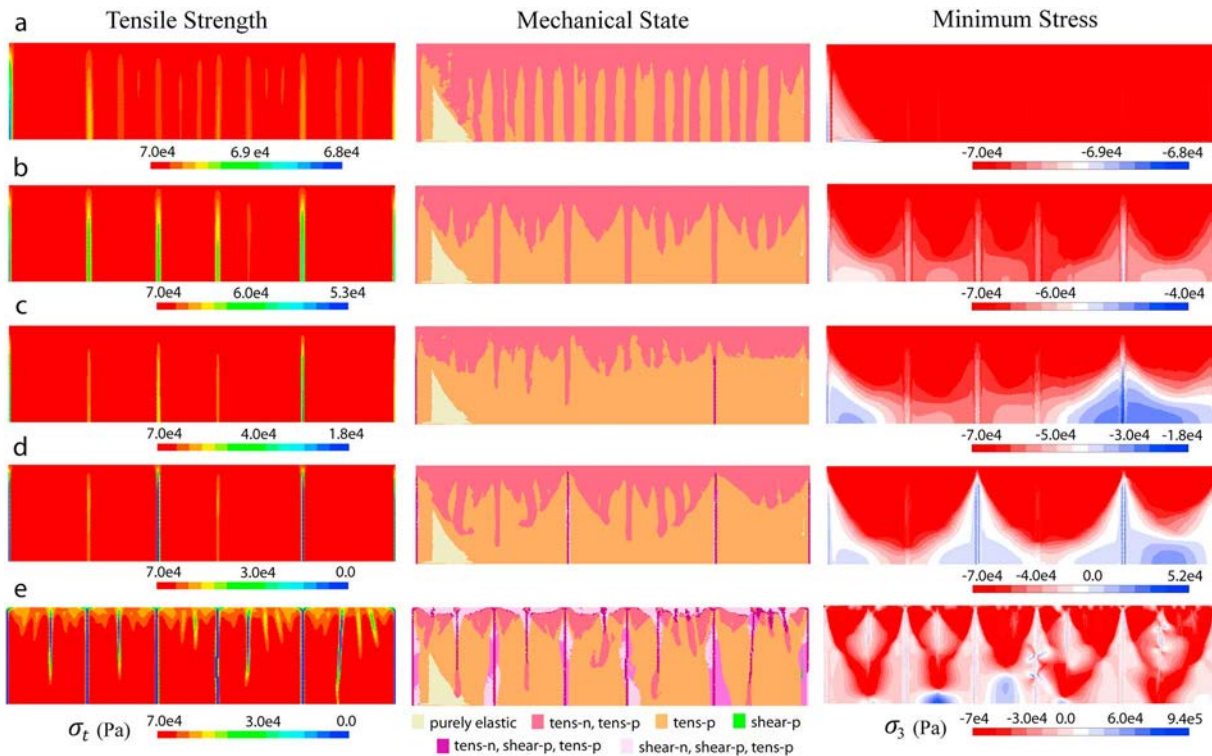 a
Tensile Strength
Mechanical State
Minimum Stress
7.0e4 6.9 e4 6.8e4
-7.0e4 -6.9e4 -6.8e4
b
7.0e4 6.0e4 5.3e4
-7.0e4 -6.0e4 -4.0e4
c
7.0e4 4.0e4 1.8e4
-7.0e4 -5.0e4 -3.0e4 -1.8e4
d
7.0e4 3.0e4 0.0
-7.0e4 -4.0e4 0.0 5.2e4
e
σt (Pa) 7.0e4 3.0e4 0.0
purely elastic tens-n, tens-p tens-p shear-p
tens-n, shear-p, tens-p shear-n, shear-p, tens-p
σ3 (Pa) -7e4 -3.0e4 0.0 6.0e4 9.4e5